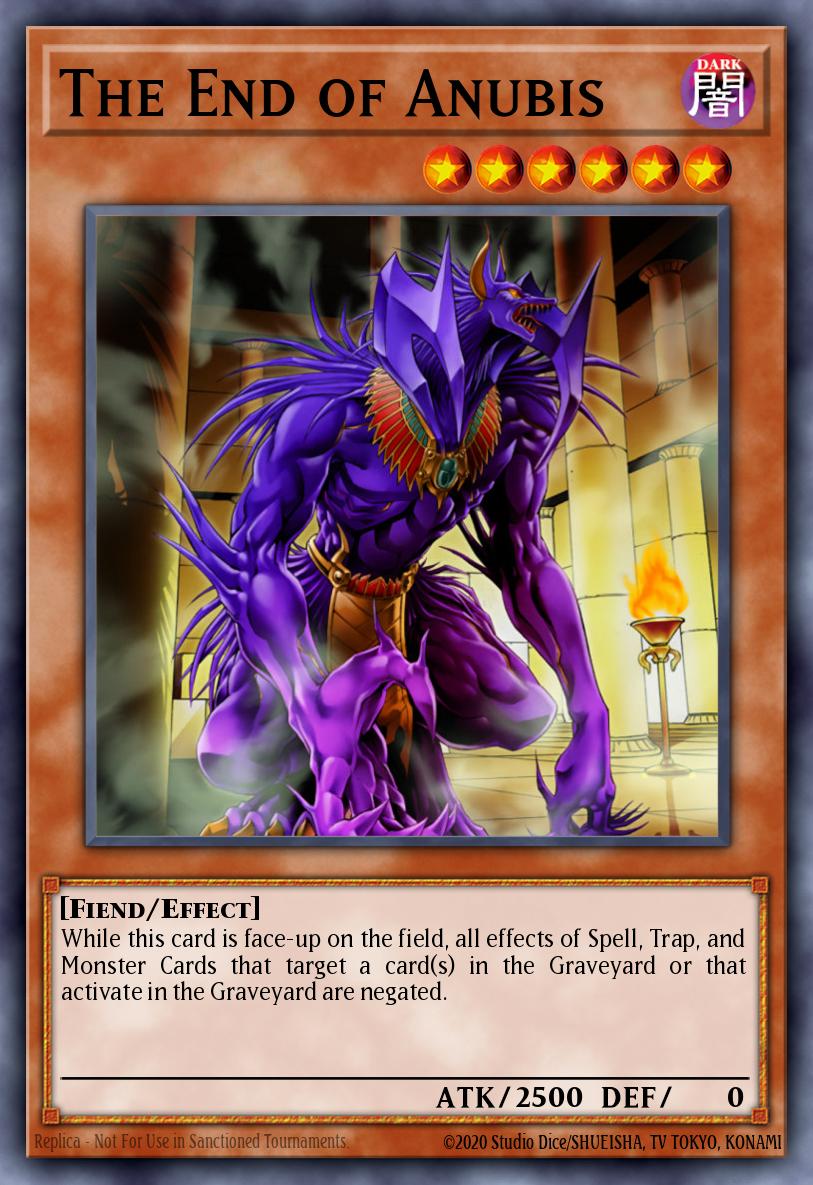 The End of Anubis
DARK
闇
[Fiend/Effect]
While this card is face-up on the field, all effects of Spell, Trap, and
Monster Cards that target a card(s) in the Graveyard or that
activate in the Graveyard are negated.
ATK/2500 DEF/ 0
Replica - Not For Use in Sanctioned Tournaments.
©2020 Studio Dice/SHUEISHA, TV TOKYO, KONAMI